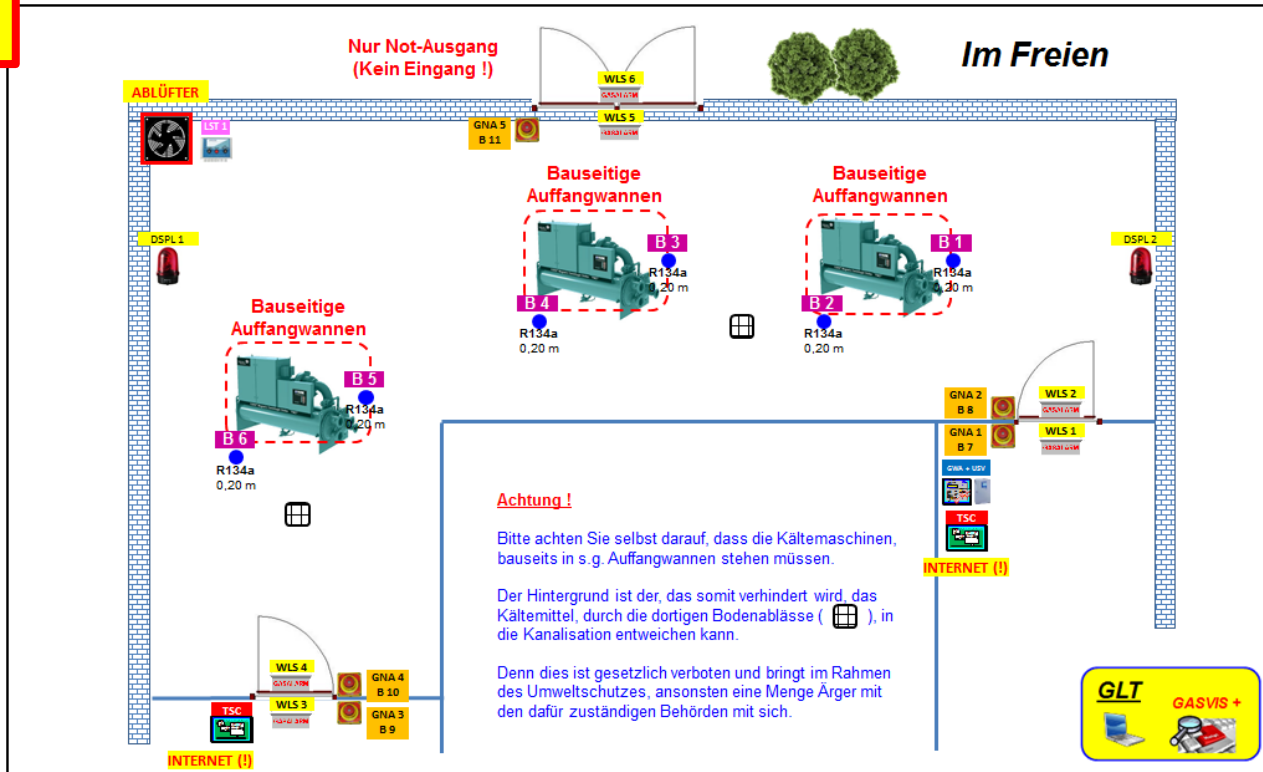 Nur Not-Ausgang
(Kein Eingang !)
Im Freien
ABLÜFTER
LST 1
WLS 6
GASALARM
WLS 5
GASALARM
GNA 5
B 11
Bauseitige
Auffangwannen
Bauseitige
Auffangwannen
DSPL 1
B 3
R134a
0,20 m
B 4
R134a
0,20 m
B 1
R134a
0,20 m
B 2
R134a
0,20 m
DSPL 2
Bauseitige
Auffangwannen
B 5
R134a
0,20 m
B 6
R134a
0,20 m
GNA 2
B 8
WLS 2
GASALARM
GNA 1
B 7
WLS 1
GASALARM
GWA + USV
TSC
INTERNET (!)
Achtung !
Bitte achten Sie selbst darauf, dass die Kältemaschinen,
bauseits in s.g. Auffangwannen stehen müssen.
Der Hintergrund ist der, das somit verhindert wird, das
Kältemittel, durch die dortigen Bodenablässe ( ), in
die Kanalisation entweichen kann.
Denn dies ist gesetzlich verboten und bringt im Rahmen
des Umweltschutzes, ansonsten eine Menge Ärger mit
den dafür zuständigen Behörden mit sich.
WLS 4
GASALARM
GNA 4
B 10
WLS 3
GASALARM
GNA 3
B 9
TSC
INTERNET (!)
GLT
GASVIS +